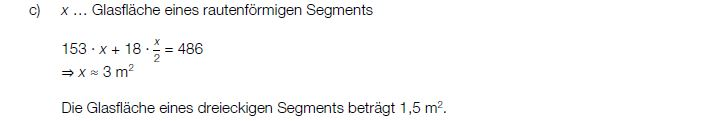 c) x ... Glasfläche eines rautenförmigen Segments
153 · x + 18 · x/2 = 486
⇒ x ≈ 3 m²
Die Glasfläche eines dreieckigen Segments beträgt 1,5 m².